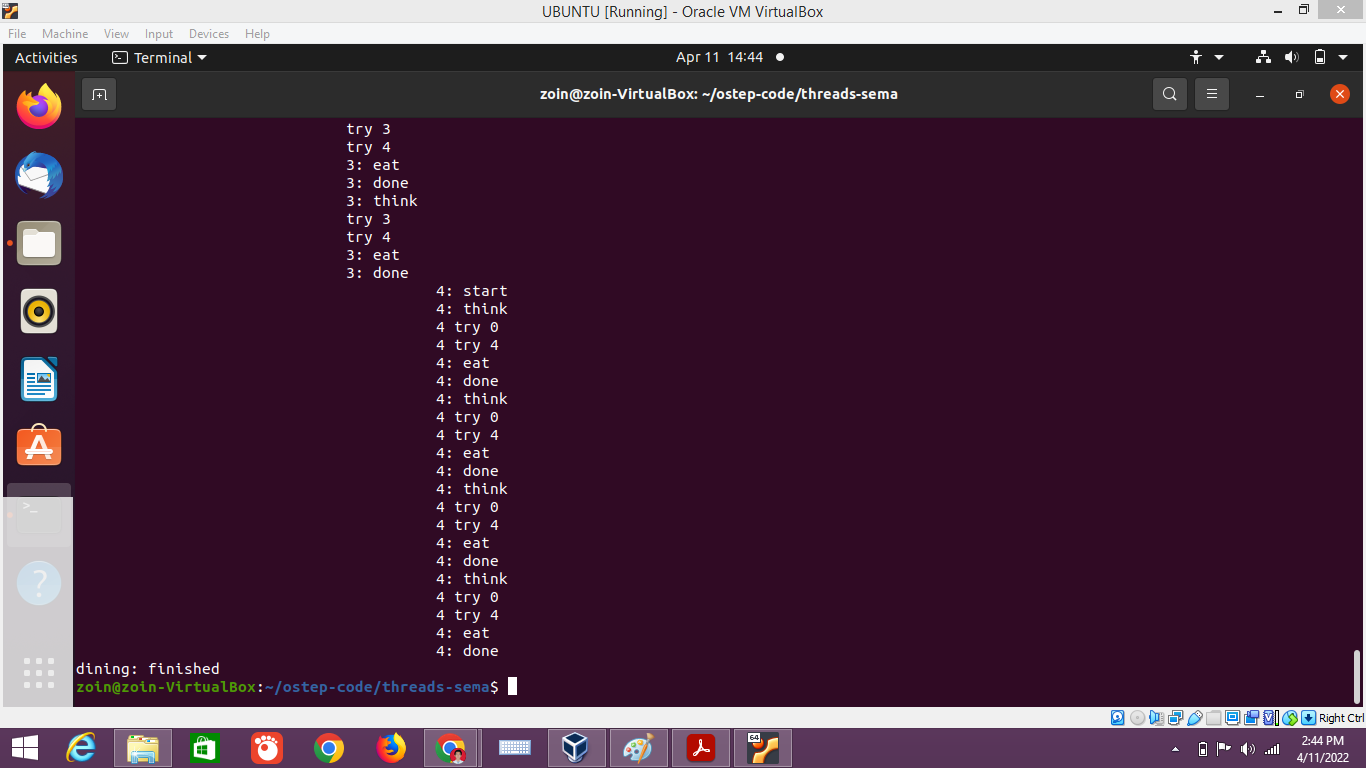 UBUNTU [Running] - Oracle VM VirtualBox
File Machine View Input Devices Help
Activities Terminal Apr 11 14:44
zoin@zoin-VirtualBox: ~/ostep-code/threads-sema
try 3
try 4
3: eat
3: done
3: think
try 3
try 4
3: eat
3: done
4: start
4: think
4 try 0
4 try 4
4: eat
4: done
4: think
4 try 0
4 try 4
4: eat
4: done
4: think
4 try 0
4 try 4
4: eat
4: done
4: think
4 try 0
4 try 4
4: eat
4: done
dining: finished
zoin@zoin-VirtualBox:~/ostep-code/threads-sema$
Right Ctrl
64
2:44 PM
4/11/2022